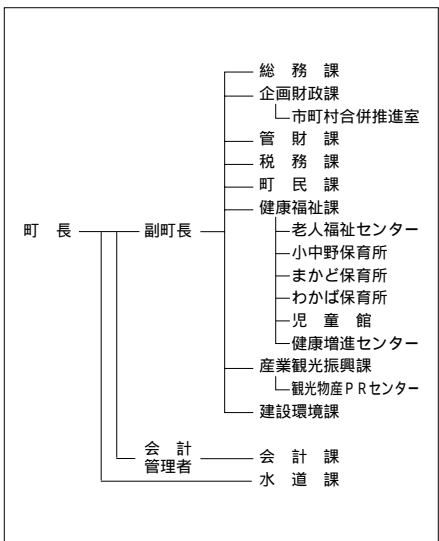 総務課
企画財政課
市町村合併推進室
管財課
税務課
町民課
健康福祉課
町長 副町長 老人福祉センター
小中野保育所
まかど保育所
わかば保育所
児童館
健康増進センター
産業観光振興課
観光物産PRセンター
建設環境課
会計管理者 会計課
水道課